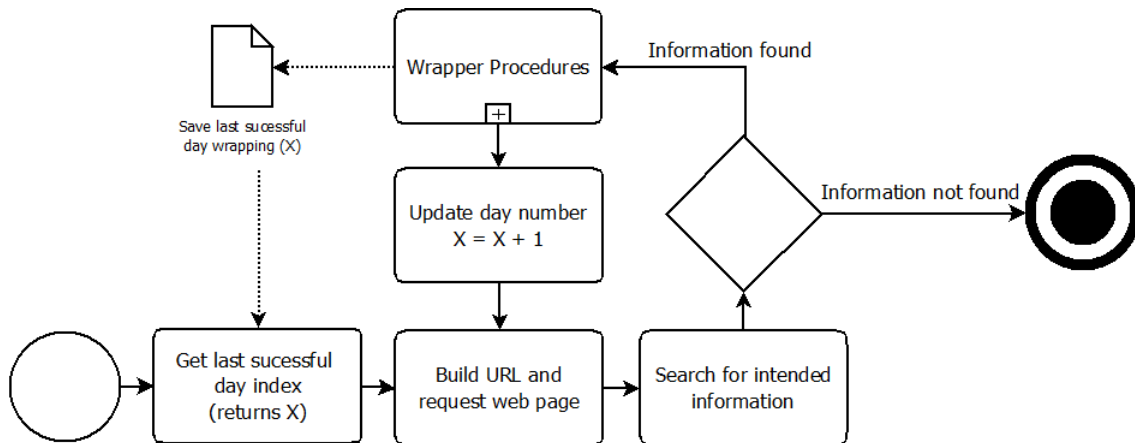 Information found
Wrapper Procedures
+
Save last sucessful
day wrapping (X)
Information not found
Update day number
X = X + 1
Get last sucessful
day index
(returns X)
Build URL and
request web page
Search for intended
information